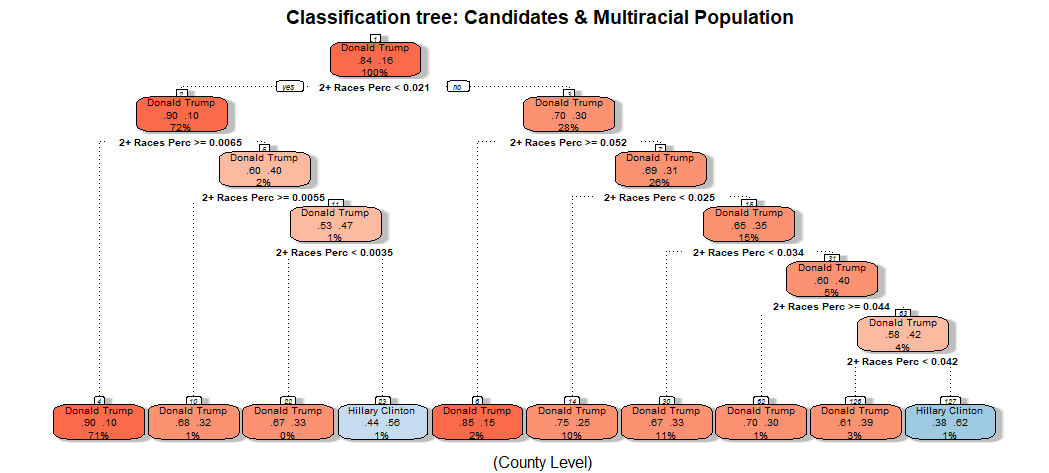 Classification tree: Candidates & Multiracial Population
1
Donald Trump
.84 .16
100%
yes
2+ Races Perc < 0.021
no
2
Donald Trump
.90 .10
72%
3
Donald Trump
.70 .30
28%
2+ Races Perc >= 0.0065
2+ Races Perc >= 0.052
5
Donald Trump
.60 .40
2%
7
Donald Trump
.69 .31
26%
2+ Races Perc >= 0.0055
2+ Races Perc < 0.025
11
Donald Trump
.53 .47
1%
15
Donald Trump
.65 .35
15%
2+ Races Perc < 0.0035
2+ Races Perc < 0.034
31
Donald Trump
.60 .40
5%
2+ Races Perc >= 0.044
63
Donald Trump
.58 .42
4%
2+ Races Perc < 0.042
4
Donald Trump
.90 .10
71%
10
Donald Trump
.68 .32
1%
22
Donald Trump
.67 .33
0%
23
Hillary Clinton
.44 .56
1%
6
Donald Trump
.85 .15
2%
14
Donald Trump
.75 .25
10%
30
Donald Trump
.67 .33
11%
62
Donald Trump
.70 .30
1%
126
Donald Trump
.61 .39
3%
127
Hillary Clinton
.38 .62
1%
(County Level)